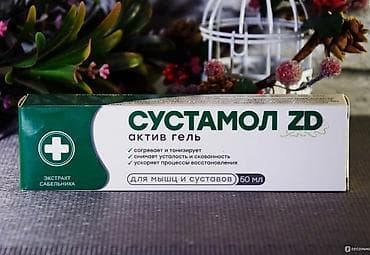 СУСТАМОЛ ZD
актив гель
согревает и тонизирует
снимает усталость и скованность
ускоряет процессы восстановления
для мышц и суставов 50 мл
ЭКСТРАКТ
САБЕЛЬНИКА